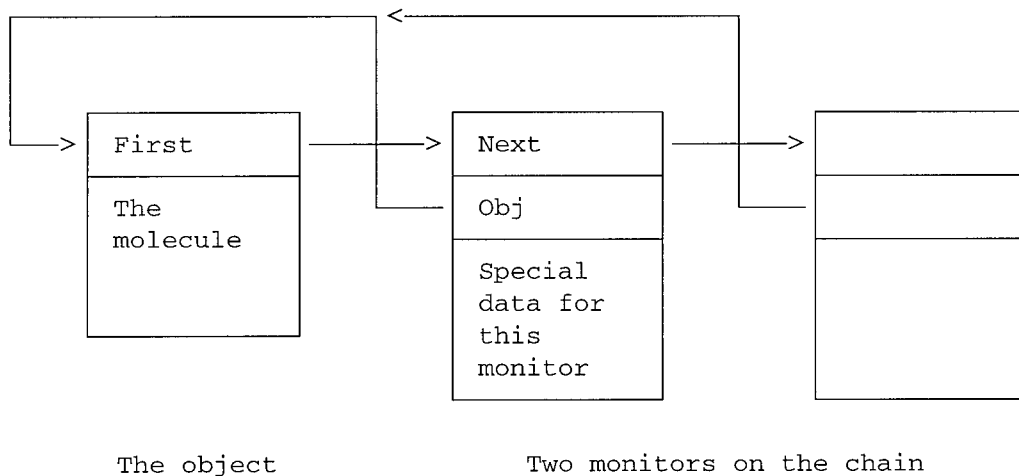 First
The
molecule
Next
Obj
Special
data for
this
monitor
The object
Two monitors on the chain